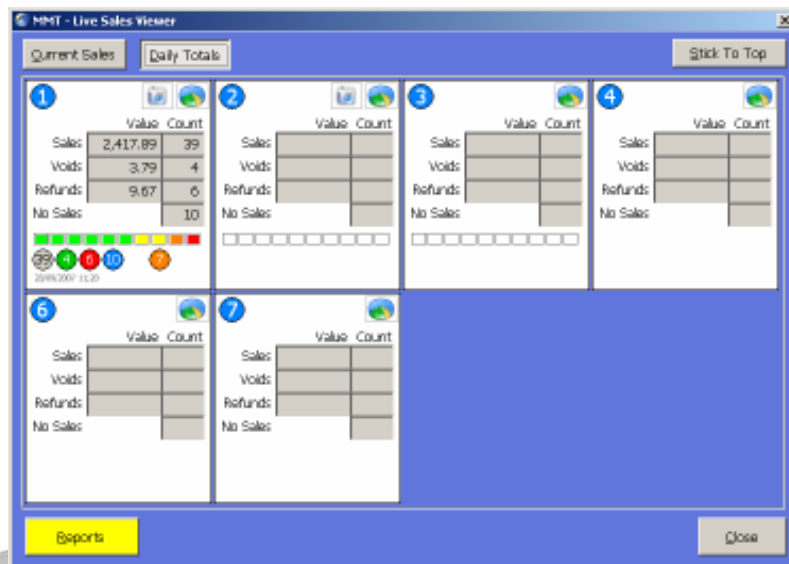 MMT - Live Sales Viewer
Current Sales Daily Totals Stick To Top
1 2 3 4
Value Count Value Count Value Count Value Count
Sales 2,417.89 39 Sales Sales Sales
Voids 3.79 4 Voids Voids Voids
Refunds 9.67 6 Refunds Refunds Refunds
No Sales 10 No Sales No Sales No Sales
39 4 6 10 7
11:20
6 7
Value Count Value Count
Sales Sales
Voids Voids
Refunds Refunds
No Sales No Sales
Reports Close